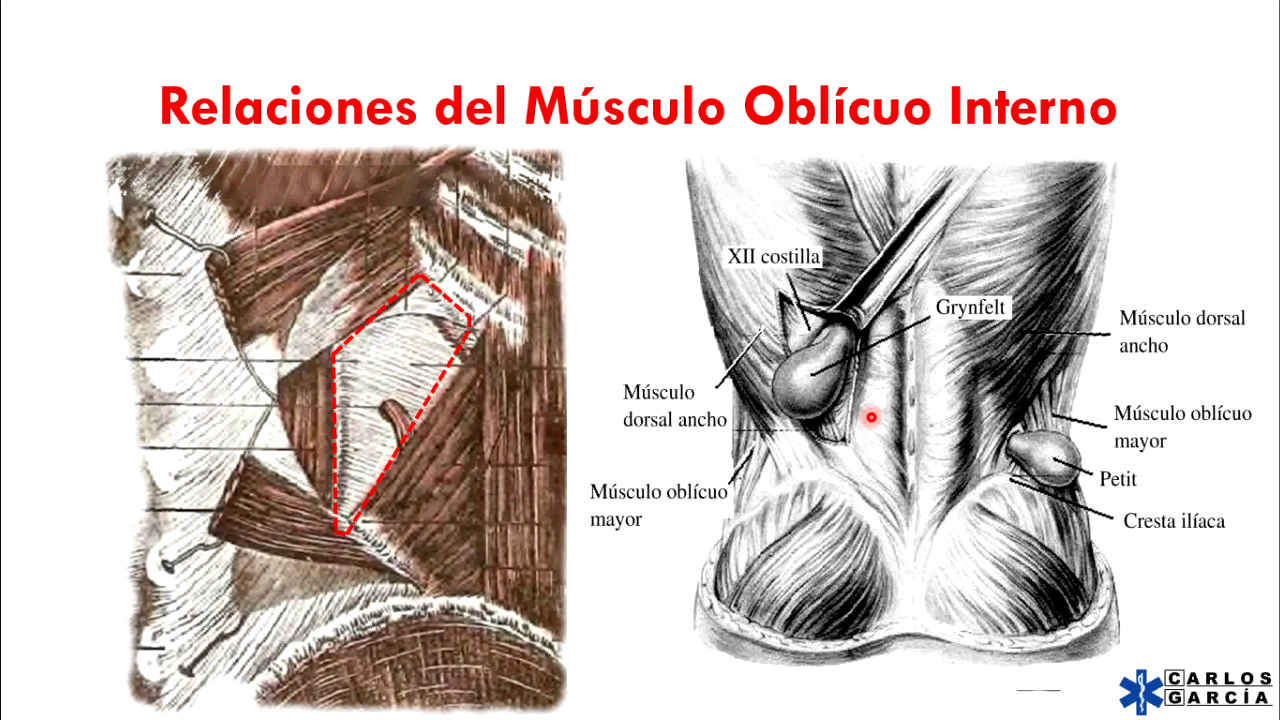 Relaciones del Músculo Oblícuo Interno
XII costilla
Grynfelt
Músculo dorsal
ancho
Músculo
dorsal ancho
Músculo oblícuo
mayor
Petit
Músculo oblícuo
mayor
Cresta ilíaca
CARLOS
GARCÍA